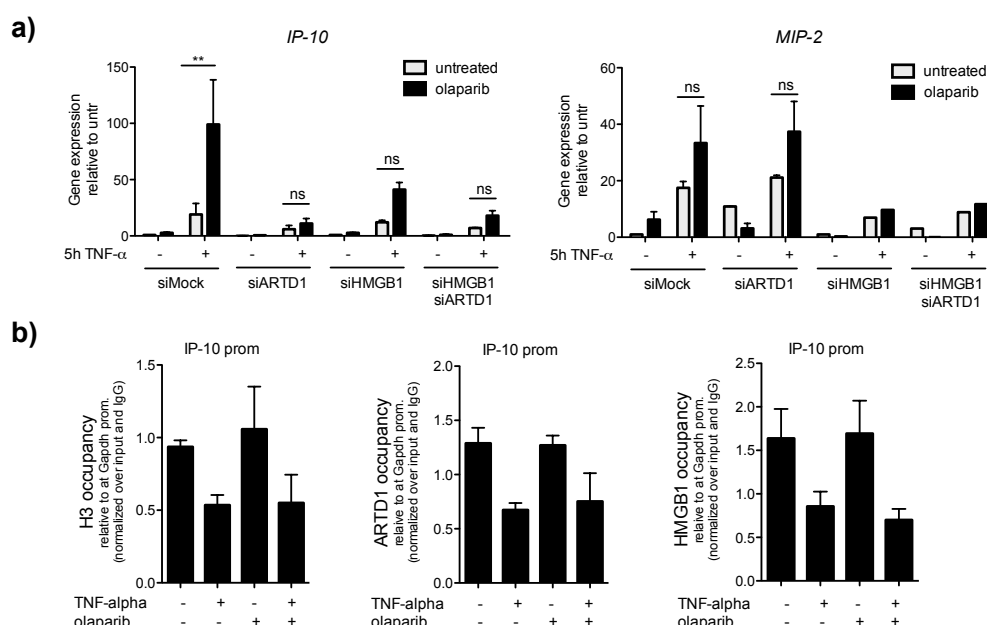 a)
IP-10
Gene expression
relative to untr
150
100
50
0
**
ns
ns
ns
untreated
olaparib
5h TNF-α
- + - + - + - +
siMock siARTD1 siHMGB1 siHMGB1
siARTD1
MIP-2
Gene expression
relative to untr
60
40
20
0
ns
ns
untreated
olaparib
- + - + - + - +
siMock siARTD1 siHMGB1 siHMGB1
siARTD1
b)
IP-10 prom
H3 occupancy
relative to at Gapdh prom.
(normalized over input and IgG)
1.5
1.0
0.5
0.0
TNF-alpha - + - +
olaparib - - + +
IP-10 prom
ARTD1 occupancy
relaive to at Gapdh prom.
(normalized over input and IgG)
2.0
1.5
1.0
0.5
0.0
TNF-alpha - + - +
olaparib - - + +
IP-10 prom
HMGB1 occupancy
relaive to at Gapdh prom.
(normalized over input and IgG)
2.5
2.0
1.5
1.0
0.5
0.0
TNF-alpha - + - +
olaparib - - + +